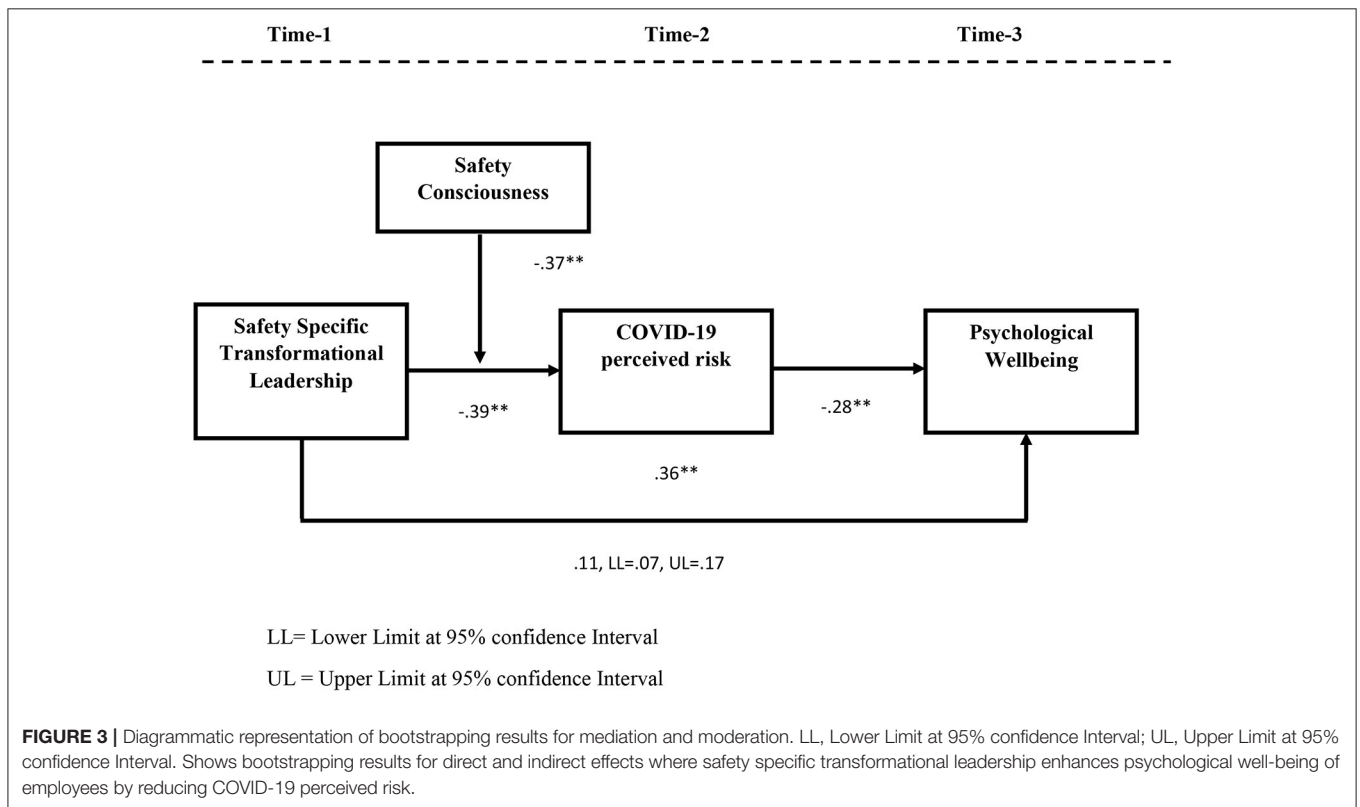 Time-1 Time-2 Time-3
Safety
Consciousness
-.37**
Safety Specific
Transformational
Leadership
COVID-19
perceived risk
Psychological
Wellbeing
-.39**
-.28**
.36**
.11, LL=.07, UL=.17
LL= Lower Limit at 95% confidence Interval
UL = Upper Limit at 95% confidence Interval
FIGURE 3 | Diagrammatic representation of bootstrapping results for mediation and moderation. LL, Lower Limit at 95% confidence Interval; UL, Upper Limit at 95%
confidence Interval. Shows bootstrapping results for direct and indirect effects where safety specific transformational leadership enhances psychological well-being of
employees by reducing COVID-19 perceived risk.